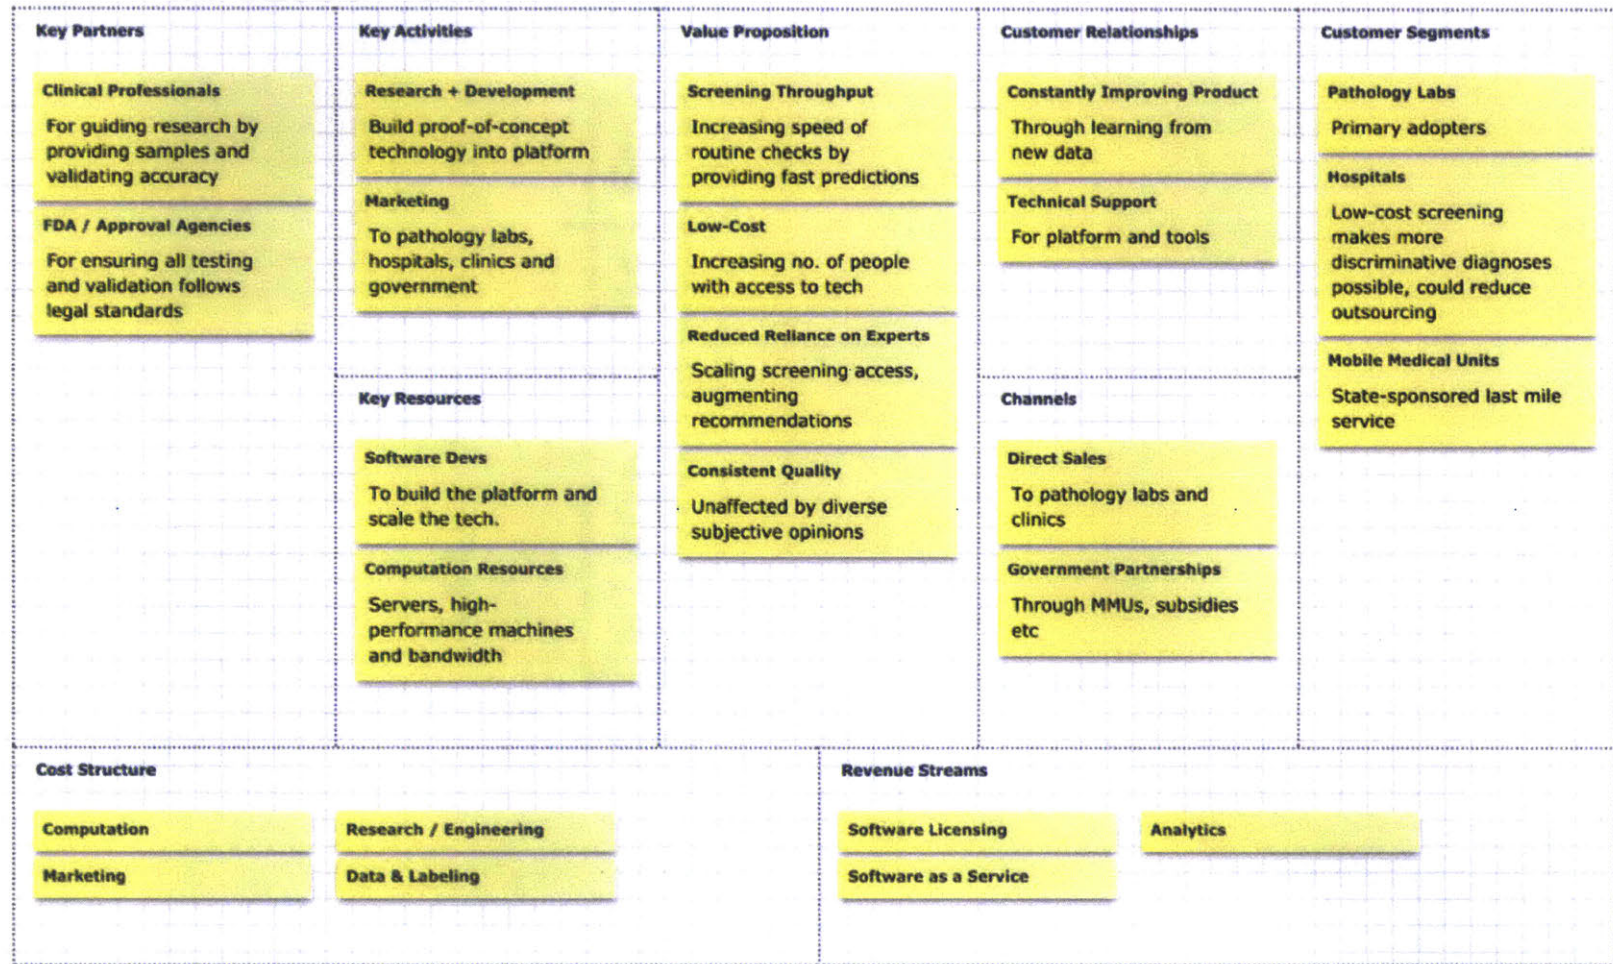 Key Partners
Clinical Professionals
For guiding research by
providing samples and
validating accuracy
FDA / Approval Agencies
For ensuring all testing
and validation follows
legal standards
Key Activities
Research + Development
Build proof-of-concept
technology into platform
Marketing
To pathology labs,
hospitals, clinics and
government
Key Resources
Software Devs
To build the platform and
scale the tech.
Computation Resources
Servers, high-
performance machines
and bandwidth
Value Proposition
Screening Throughput
Increasing speed of
routine checks by
providing fast predictions
Low-Cost
Increasing no. of people
with access to tech
Reduced Reliance on Experts
Scaling screening access,
augmenting
recommendations
Consistent Quality
Unaffected by diverse
subjective opinions
Customer Relationships
Constantly Improving Product
Through learning from
new data
Technical Support
For platform and tools
Channels
Direct Sales
To pathology labs and
clinics
Government Partnerships
Through MMUs, subsidies
etc
Customer Segments
Pathology Labs
Primary adopters
Hospitals
Low-cost screening
makes more
discriminative diagnoses
possible, could reduce
outsourcing
Mobile Medical Units
State-sponsored last mile
service
Cost Structure
Computation
Marketing
Research / Engineering
Data & Labeling
Revenue Streams
Software Licensing
Software as a Service
Analytics